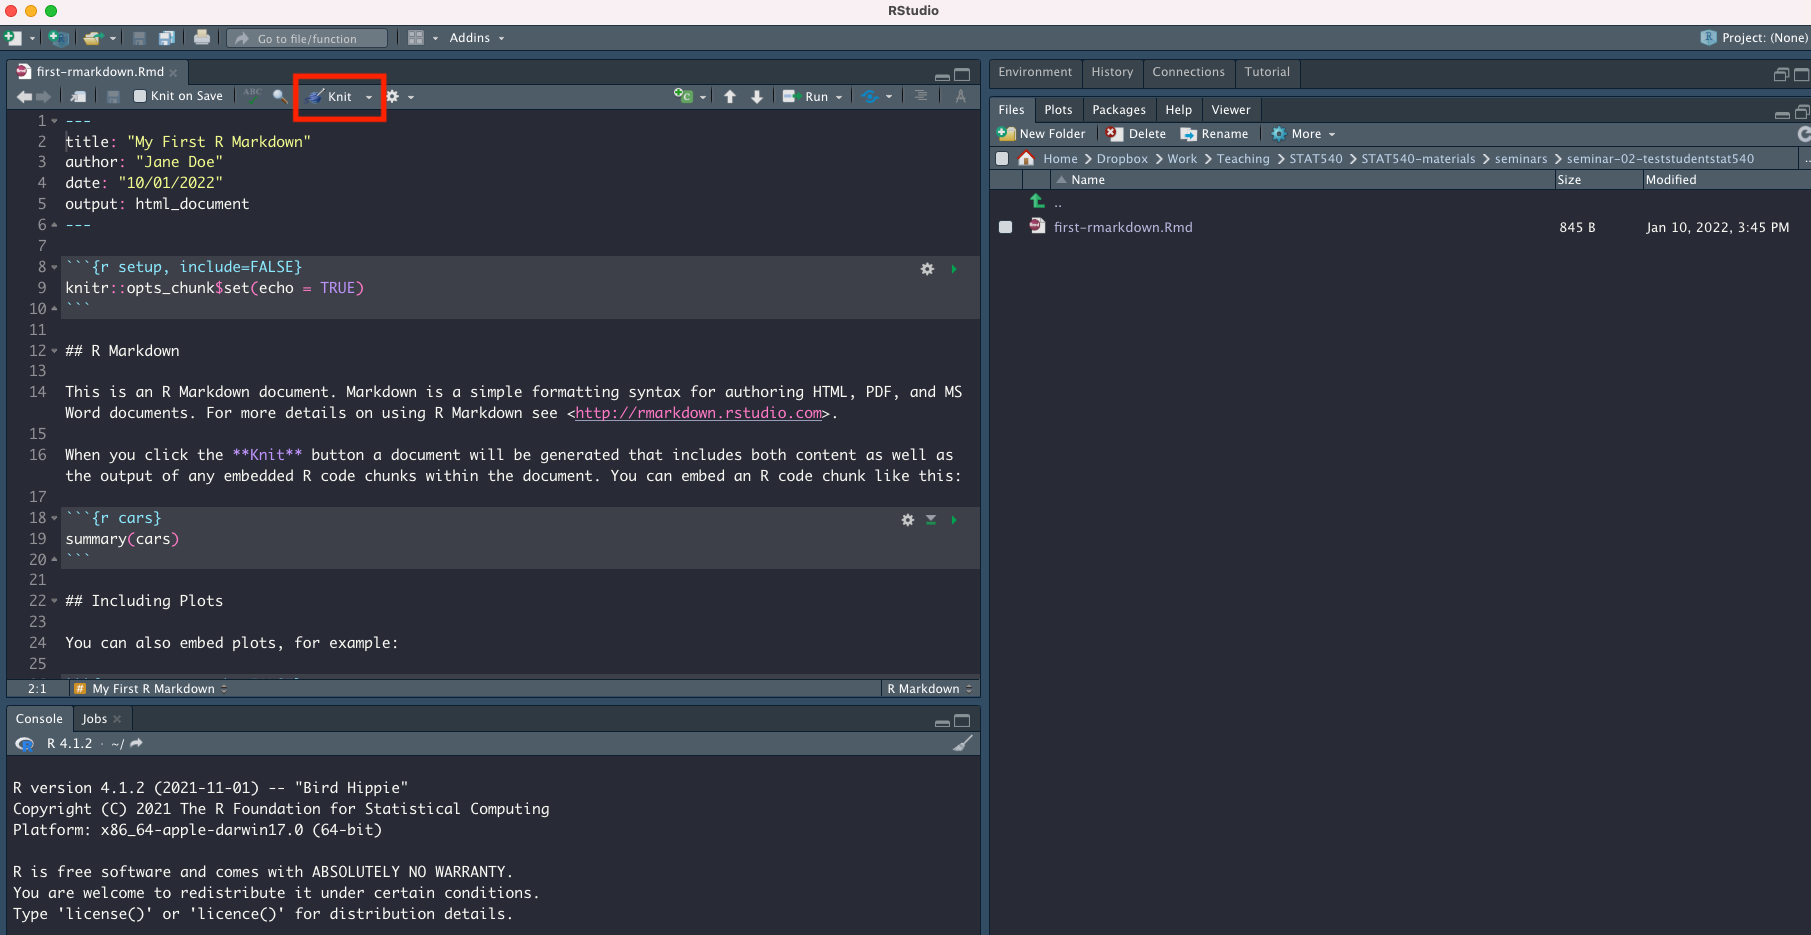 RStudio
Go to file/function
Addins
Project: (None)
first-rmarkdown.Rmd
Knit on Save
ABC
Knit
Run
1 ---
2 title: "My First R Markdown"
3 author: "Jane Doe"
4 date: "10/01/2022"
5 output: html_document
6 ---
7
8 ```{r setup, include=FALSE}
9 knitr::opts_chunk$set(echo = TRUE)
10 ```
11
12 ## R Markdown
13
14 This is an R Markdown document. Markdown is a simple formatting syntax for authoring HTML, PDF, and MS
Word documents. For more details on using R Markdown see <http://rmarkdown.rstudio.com>.
15
16 When you click the **Knit** button a document will be generated that includes both content as well as
the output of any embedded R code chunks within the document. You can embed an R code chunk like this:
17
18 ```{r cars}
19 summary(cars)
20 ```
21
22 ## Including Plots
23
24 You can also embed plots, for example:
25
2:1 # My First R Markdown R Markdown
Console Jobs
R 4.1.2 · ~/
R version 4.1.2 (2021-11-01) -- "Bird Hippie"
Copyright (C) 2021 The R Foundation for Statistical Computing
Platform: x86_64-apple-darwin17.0 (64-bit)
R is free software and comes with ABSOLUTELY NO WARRANTY.
You are welcome to redistribute it under certain conditions.
Type 'license()' or 'licence()' for distribution details.
Environment History Connections Tutorial
Files Plots Packages Help Viewer
New Folder Delete Rename More
Home Dropbox Work Teaching STAT540 STAT540-materials seminars seminar-02-teststudentstat540 ...
Name Size Modified
..
first-rmarkdown.Rmd 845 B Jan 10, 2022, 3:45 PM